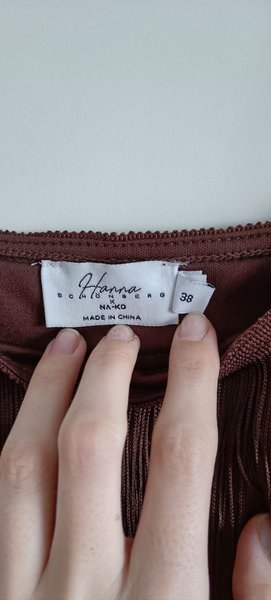 Hanna
SCHÖNBERG
X
NA-KD
MADE IN CHINA
38